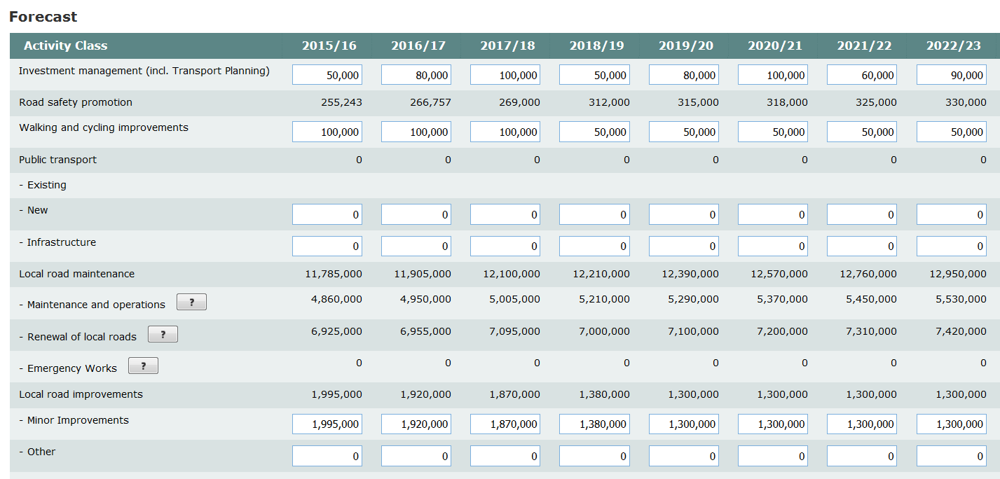 Forecast
Activity Class 2015/16 2016/17 2017/18 2018/19 2019/20 2020/21 2021/22 2022/23
Investment management (incl. Transport Planning) 50,000 80,000 100,000 50,000 80,000 100,000 60,000 90,000
Road safety promotion 255,243 266,757 269,000 312,000 315,000 318,000 325,000 330,000
Walking and cycling improvements 100,000 100,000 100,000 50,000 50,000 50,000 50,000 50,000
Public transport 0 0 0 0 0 0 0 0
- Existing
- New 0 0 0 0 0 0 0 0
- Infrastructure 0 0 0 0 0 0 0 0
Local road maintenance 11,785,000 11,905,000 12,100,000 12,210,000 12,390,000 12,570,000 12,760,000 12,950,000
- Maintenance and operations ? 4,860,000 4,950,000 5,005,000 5,210,000 5,290,000 5,370,000 5,450,000 5,530,000
- Renewal of local roads ? 6,925,000 6,955,000 7,095,000 7,000,000 7,100,000 7,200,000 7,310,000 7,420,000
- Emergency Works ? 0 0 0 0 0 0 0 0
Local road improvements 1,995,000 1,920,000 1,870,000 1,380,000 1,300,000 1,300,000 1,300,000 1,300,000
- Minor Improvements 1,995,000 1,920,000 1,870,000 1,380,000 1,300,000 1,300,000 1,300,000 1,300,000
- Other 0 0 0 0 0 0 0 0